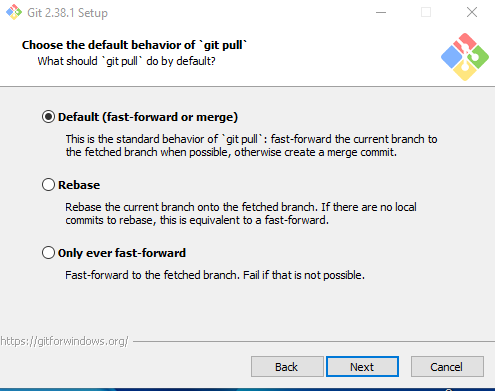 Git 2.38.1 Setup
Choose the default behavior of `git pull`
What should `git pull` do by default?
Default (fast-forward or merge)
This is the standard behavior of `git pull`: fast-forward the current branch to
the fetched branch when possible, otherwise create a merge commit.
Rebase
Rebase the current branch onto the fetched branch. If there are no local
commits to rebase, this is equivalent to a fast-forward.
Only ever fast-forward
Fast-forward to the fetched branch. Fail if that is not possible.
https://gitforwindows.org/
Back Next Cancel